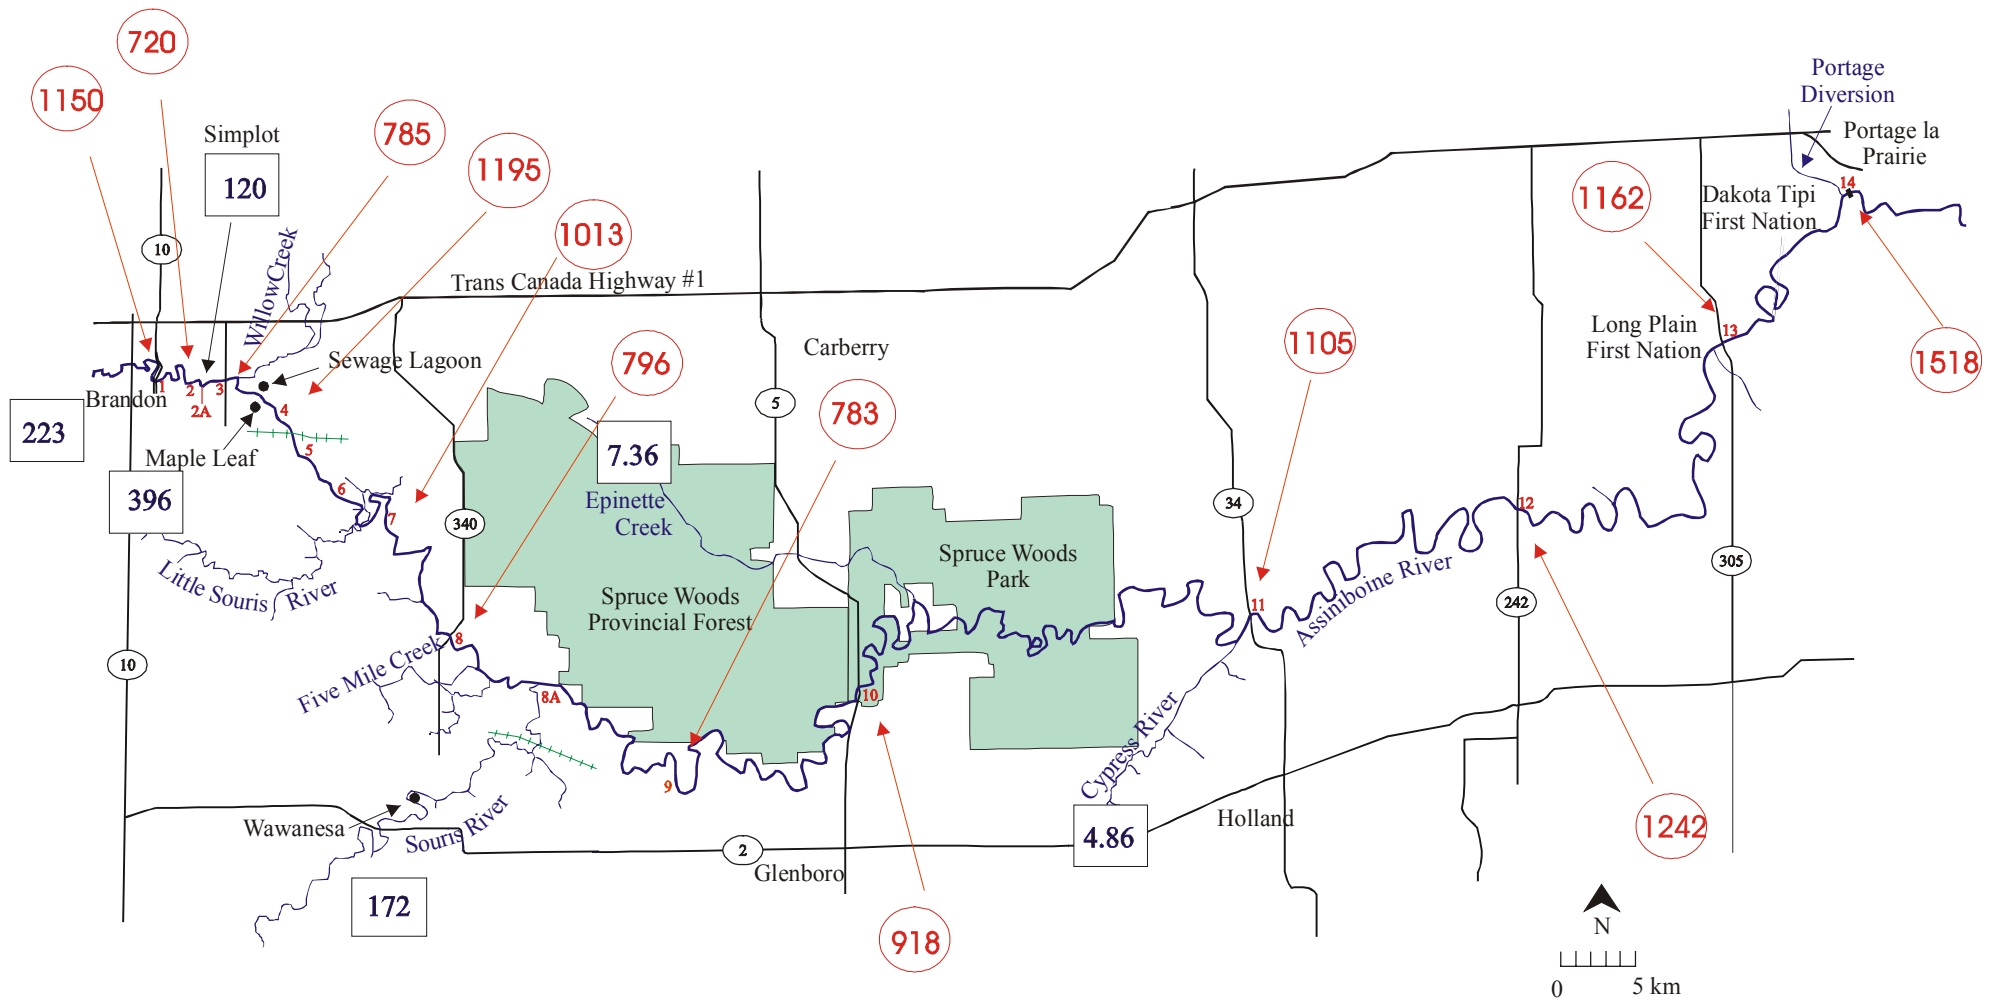 720
1150
Simplot
120
785
1195
1013
10
WillowCreek
Trans Canada Highway #1
Portage
Diversion
Portage la
Prairie
14
1162
Dakota Tipi
First Nation
1518
13
Long Plain
First Nation
1105
Carberry
796
783
5
Sewage Lagoon
1
2
3
2A
Brandon
4
223
Maple Leaf
5
396
6
7
7.36
Epinette
Creek
340
34
12
Spruce Woods
Park
Assiniboine River
305
242
Little Souris River
Spruce Woods
Provincial Forest
11
8
Five Mile Creek
10
8A
10
9
Cypress River
Wawanesa
Souris River
2
Glenboro
4.86
Holland
1242
172
918
N
0
5 km